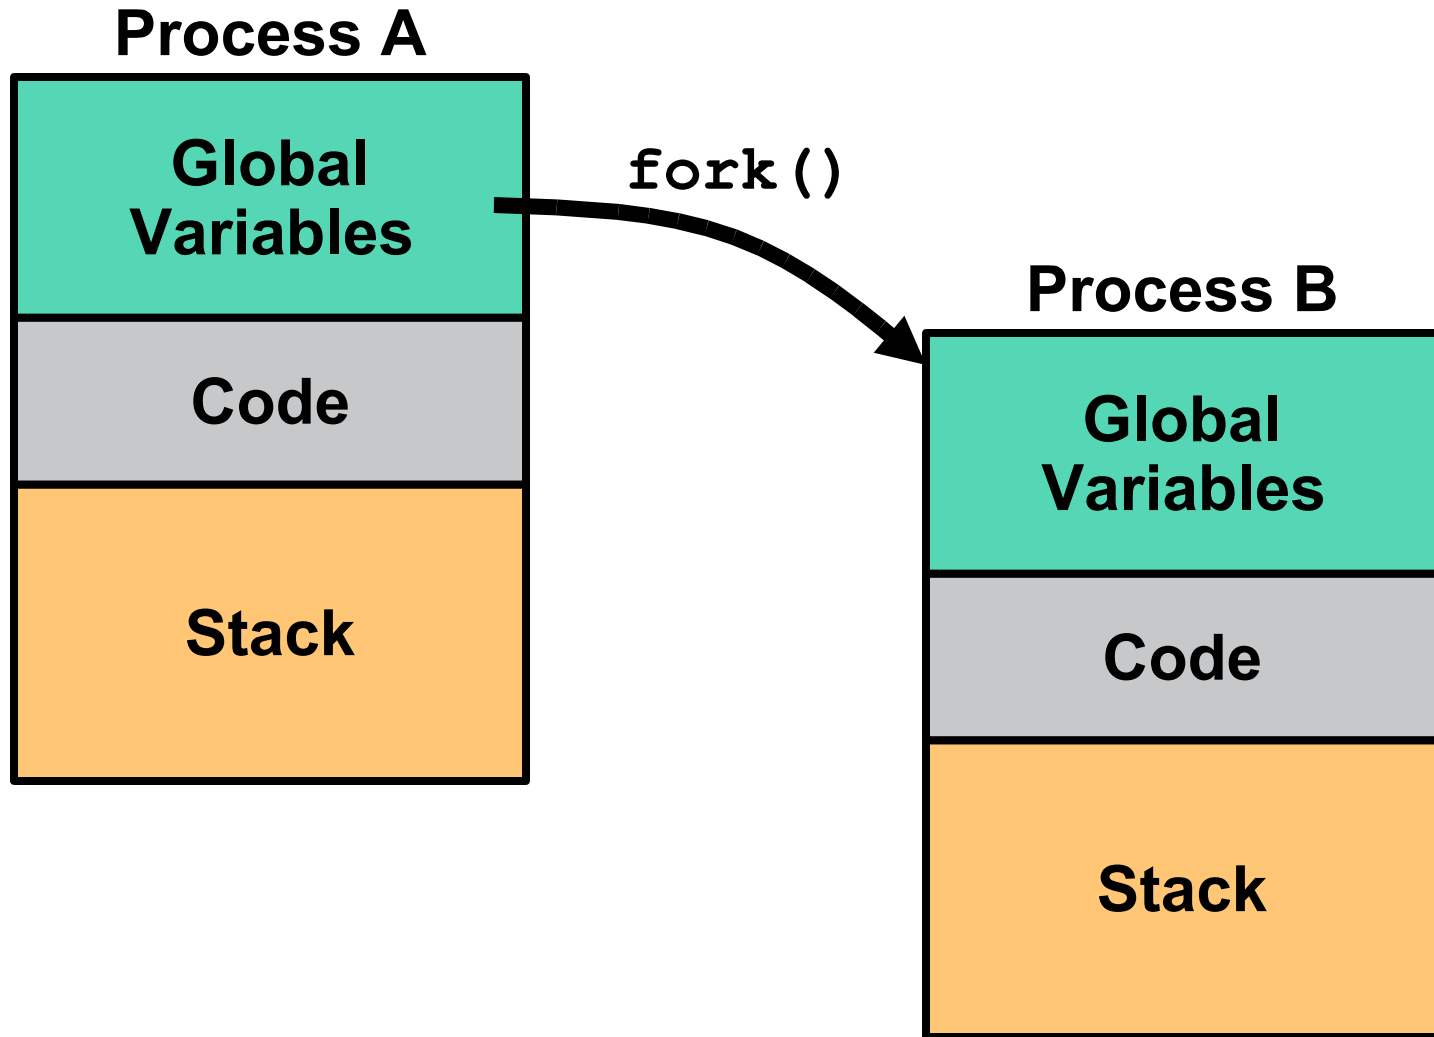 Process A
Global
Variables
Code
Stack
fork()
Process B
Global
Variables
Code
Stack